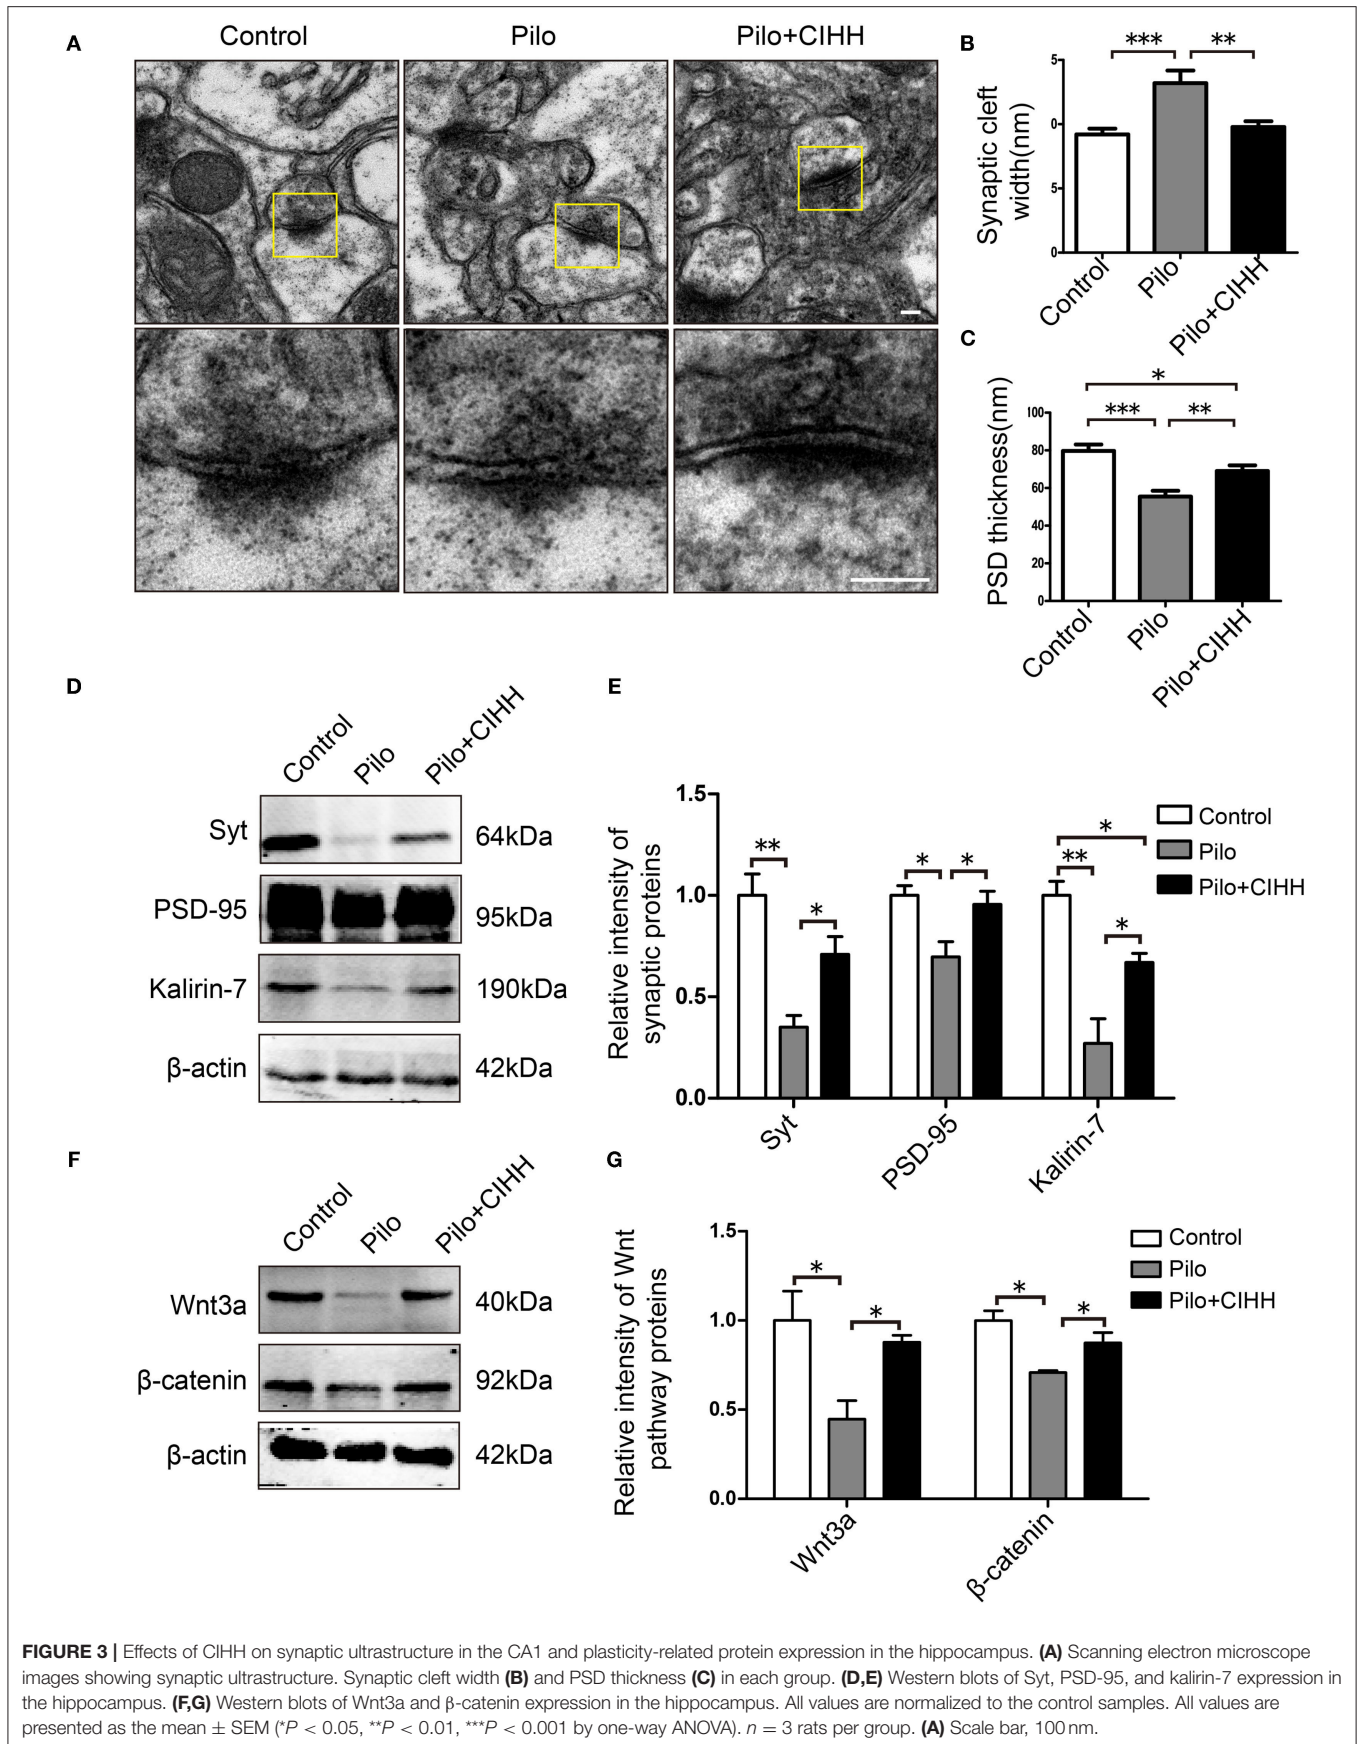 A
Control
Pilo
Pilo+CIHH
B
*** **
Synaptic cleft
width(nm)
5
0
5
0
Control
Pilo
Pilo+CIHH
C
*
*** **
PSD thickness(nm)
100
80
60
40
20
0
Control
Pilo
Pilo+CIHH
D
Control
Pilo
Pilo+CIHH
Syt
64kDa
PSD-95
95kDa
Kalirin-7
190kDa
β-actin
42kDa
E
Relative intensity of
synaptic proteins
1.5
1.0
0.5
0.0
**
*
* *
*
**
*
Control
Pilo
Pilo+CIHH
Syt
PSD-95
Kalirin-7
F
Control
Pilo
Pilo+CIHH
Wnt3a
40kDa
β-catenin
92kDa
β-actin
42kDa
G
Relative intensity of Wnt
pathway proteins
1.5
1.0
0.5
0.0
*
*
*
*
Control
Pilo
Pilo+CIHH
Wnt3a
β-catenin
FIGURE 3 | Effects of CIHH on synaptic ultrastructure in the CA1 and plasticity-related protein expression in the hippocampus. (A) Scanning electron microscope
images showing synaptic ultrastructure. Synaptic cleft width (B) and PSD thickness (C) in each group. (D,E) Western blots of Syt, PSD-95, and kalirin-7 expression in
the hippocampus. (F,G) Western blots of Wnt3a and β-catenin expression in the hippocampus. All values are normalized to the control samples. All values are
presented as the mean ± SEM (*P < 0.05, **P < 0.01, ***P < 0.001 by one-way ANOVA). n = 3 rats per group. (A) Scale bar, 100 nm.